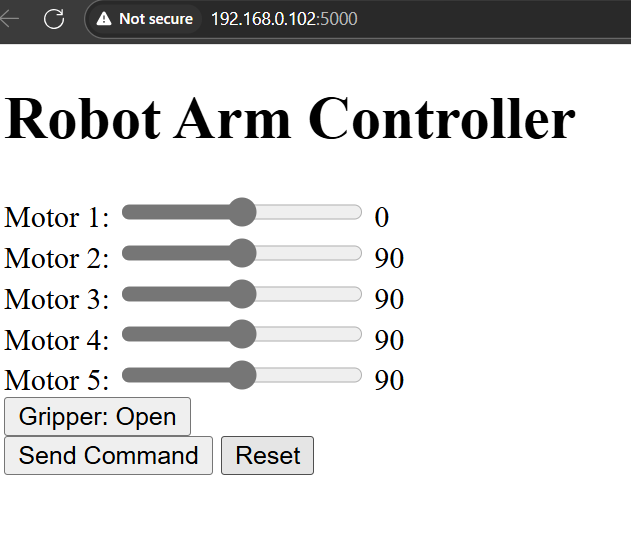 Not secure 192.168.0.102:5000
Robot Arm Controller
Motor 1: 0
Motor 2: 90
Motor 3: 90
Motor 4: 90
Motor 5: 90
Gripper: Open
Send Command Reset